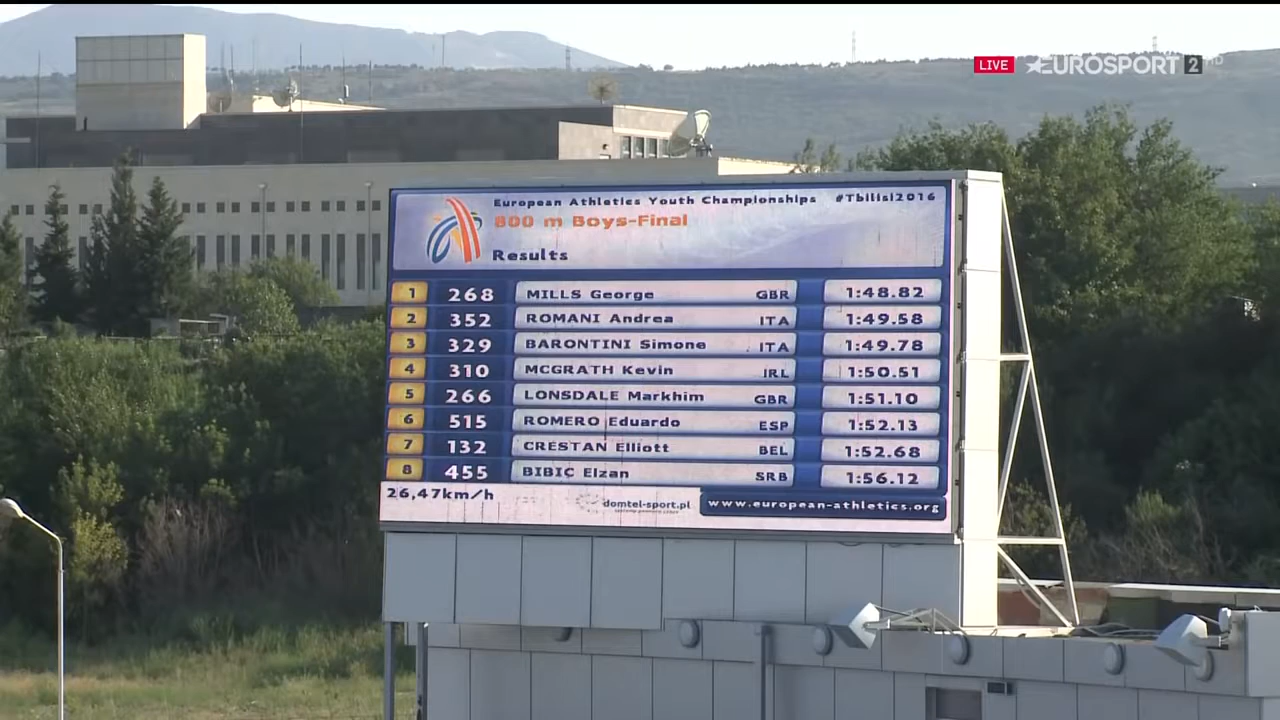 LIVE EUROSPORT 2 HD
European Athletics Youth Championships #Tbilisi2016
800 m Boys-Final
Results
1 268 MILLS George GBR 1:48.82
2 352 ROMANI Andrea ITA 1:49.58
3 329 BARONTINI Simone ITA 1:49.78
4 310 MCGRATH Kevin IRL 1:50.51
5 266 LONSDALE Markhim GBR 1:51.10
6 515 ROMERO Eduardo ESP 1:52.13
7 132 CRESTAN Elliott BEL 1:52.68
8 455 BIBIC Elzan SRB 1:56.12
26,47km/h domtel-sport.pl www.european-athletics.org